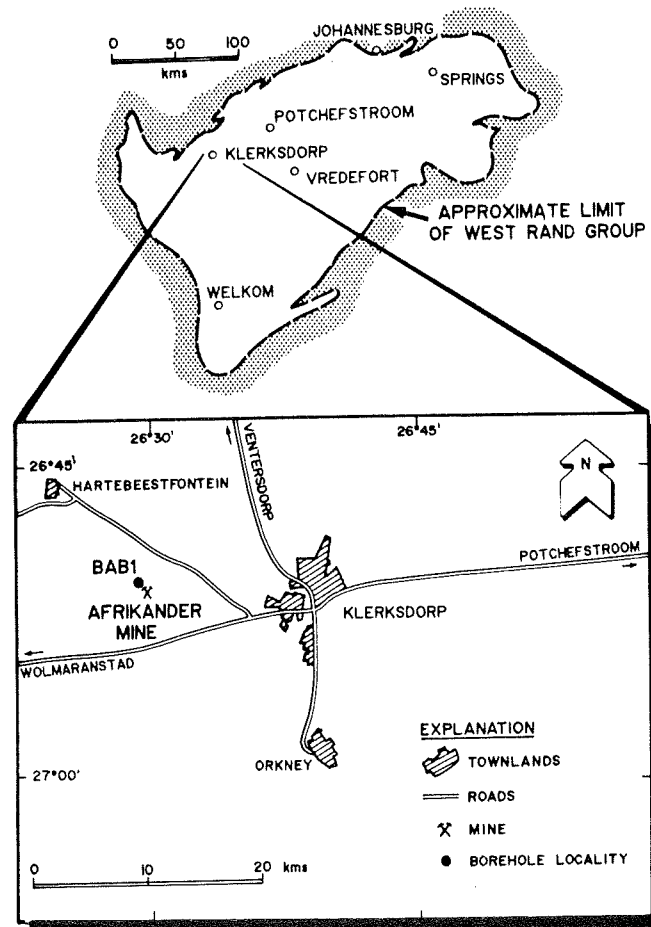 JOHANNESBURG
0 50 100
kms
SPRINGS
POTCHEFSTROOM
KLERKSDORP
VREDEFORT
APPROXIMATE LIMIT
OF WEST RAND GROUP
WELKOM
26°30' 26°45'
26°45'
N
HARTEBEESTFONTEIN
VENTERSDORP
POTCHEFSTROOM
BAB1
AFRIKANDER
MINE
KLERKSDORP
WOLMARANSTAD
EXPLANATION
TOWNLANDS
ORKNEY
27°00'
ROADS
MINE
BOREHOLE LOCALITY
0 10 20 kms